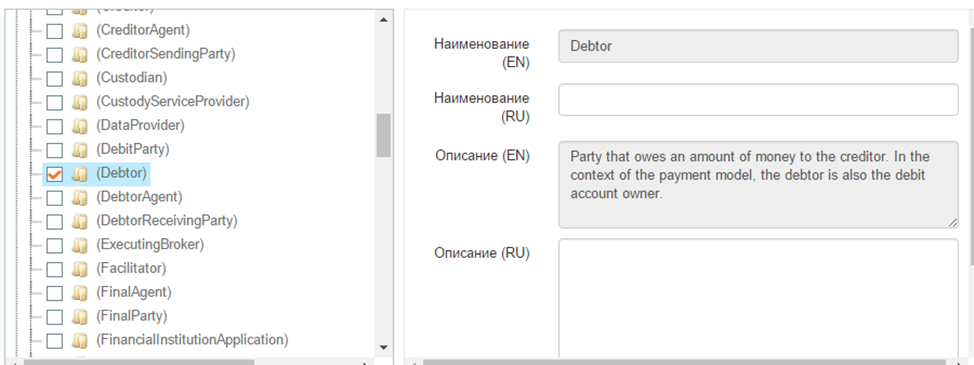 (CreditorAgent)
(CreditorSendingParty)
(Custodian)
(CustodyServiceProvider)
(DataProvider)
(DebitParty)
(Debtor)
(DebtorAgent)
(DebtorReceivingParty)
(ExecutingBroker)
(Facilitator)
(FinalAgent)
(FinalParty)
(FinancialInstitutionApplication)
Наименование
(EN)
Debtor
Наименование
(RU)
Описание (EN)
Party that owes an amount of money to the creditor. In the
context of the payment model, the debtor is also the debit
account owner.
Описание (RU)